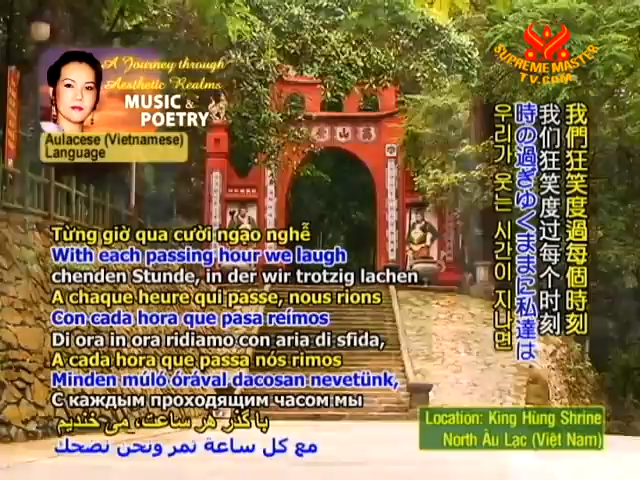 A Journey through
Aesthetic Realms
MUSIC &
POETRY
Aulacese (Vietnamese)
Language
SUPREME MASTER
TV.COM
我們狂笑度過每個時刻
我们狂笑度过每个时刻
時の過ぎゆくままに私達は
우리가 웃는 시간이 지나면
Từng giờ qua cười ngạo nghễ
With each passing hour we laugh
chenden Stunde, in der wir trotzig lachen
A chaque heure qui passe, nous rions
Con cada hora que pasa reímos
Di ora in ora ridiamo con aria di sfida,
A cada hora que passa nós rimos
Minden múló órával dacosan nevetünk,
С каждым проходящим часом мы
با گذر هر ساعت، می خندیم
مع كل ساعة نمر ونحن نضحك
Location: King Hùng Shrine
North Âu Lạc (Việt Nam)